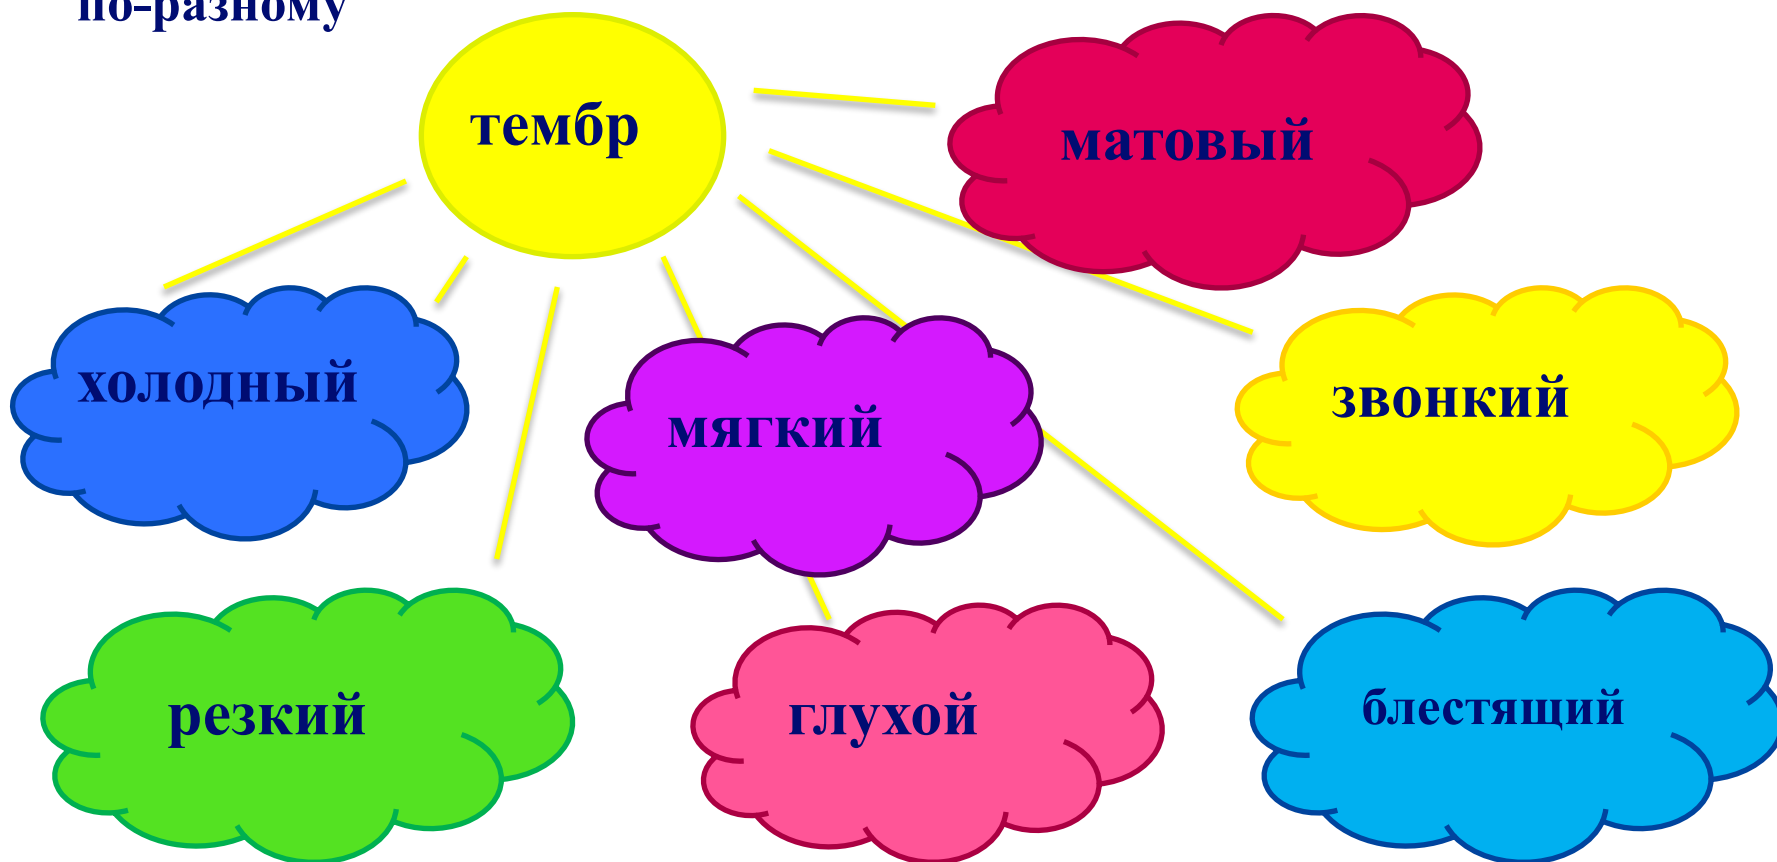 по-разному
тембр
матовый
холодный
мягкий
звонкий
резкий
глухой
блестящий